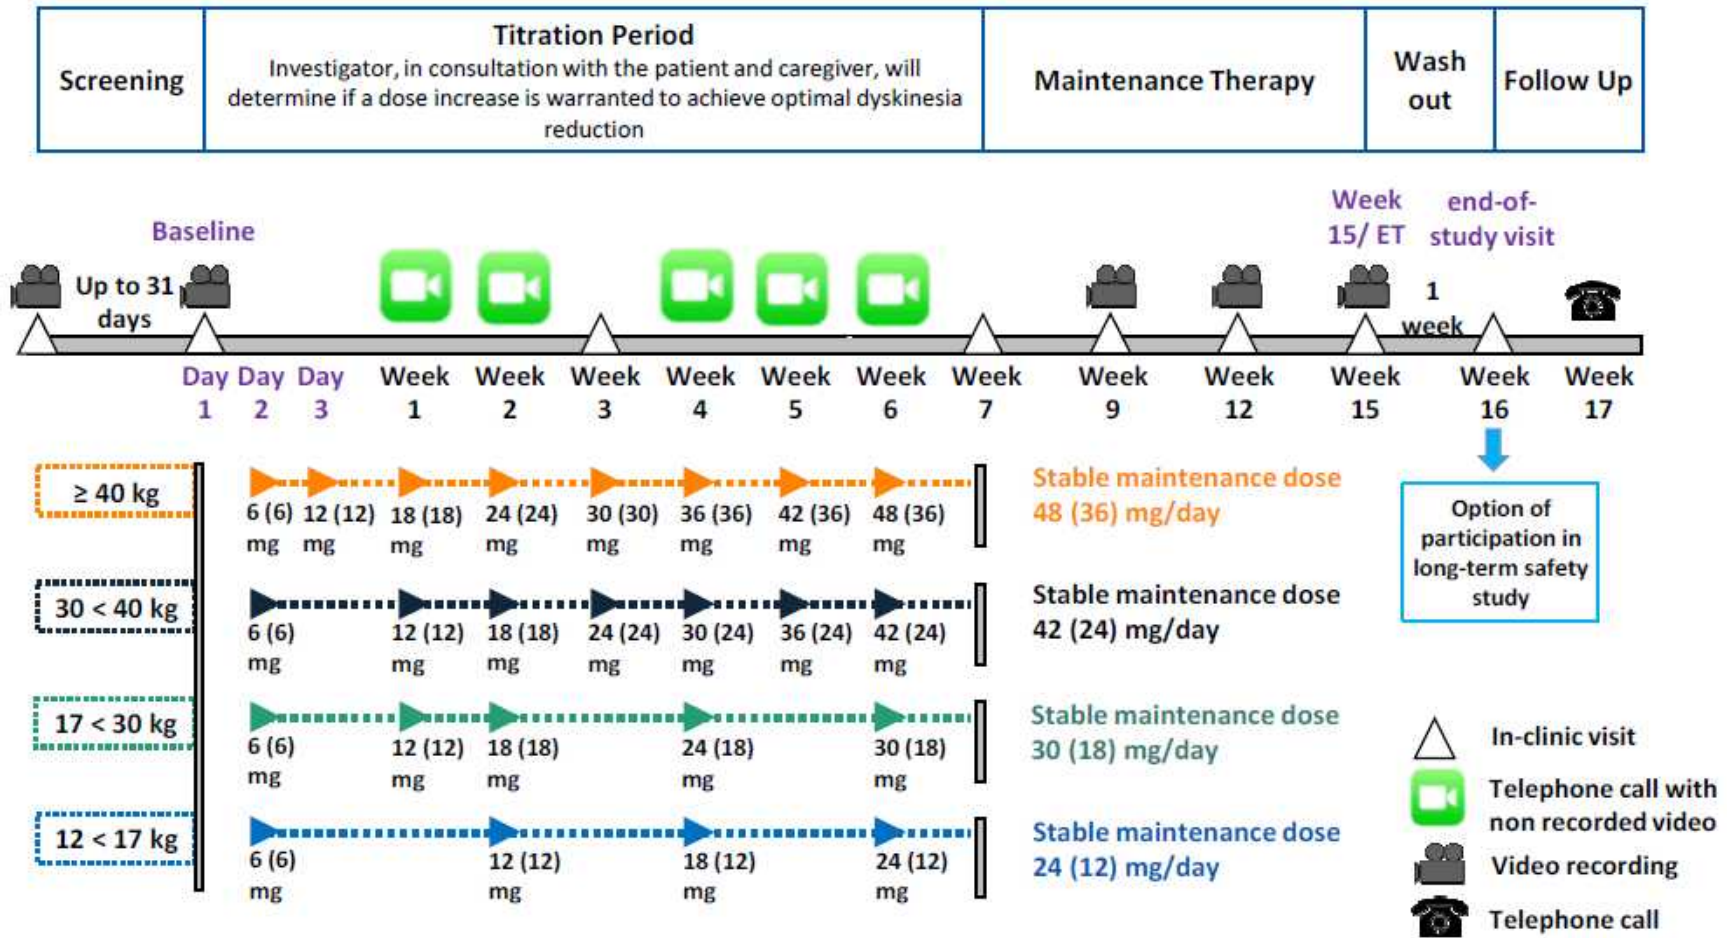 Screening
Titration Period
Investigator, in consultation with the patient and caregiver, will
determine if a dose increase is warranted to achieve optimal dyskinesia
reduction
Maintenance Therapy
Wash
out
Follow Up
Baseline
Week
15/ ET
end-of-
study visit
Up to 31
days
1
week
Day
1
Day
2
Day
3
Week
1
Week
2
Week
3
Week
4
Week
5
Week
6
Week
7
Week
9
Week
12
Week
15
Week
16
Week
17
≥ 40 kg
6 (6)
mg
12 (12)
mg
18 (18)
mg
24 (24)
mg
30 (30)
mg
36 (36)
mg
42 (36)
mg
48 (36)
mg
Stable maintenance dose
48 (36) mg/day
30 < 40 kg
6 (6)
mg
12 (12)
mg
18 (18)
mg
24 (24)
mg
30 (24)
mg
36 (24)
mg
42 (24)
mg
Stable maintenance dose
42 (24) mg/day
17 < 30 kg
6 (6)
mg
12 (12)
mg
18 (18)
mg
24 (18)
mg
30 (18)
mg
Stable maintenance dose
30 (18) mg/day
12 < 17 kg
6 (6)
mg
12 (12)
mg
18 (12)
mg
24 (12)
mg
Stable maintenance dose
24 (12) mg/day
Option of
participation in
long-term safety
study
In-clinic visit
Telephone call with
non recorded video
Video recording
Telephone call